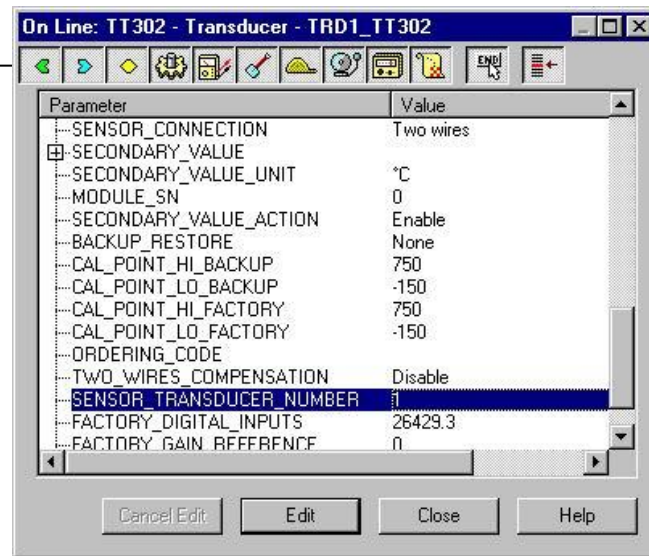 On Line: TT302 - Transducer - TRD1_TT302
END
Parameter Value
SENSOR_CONNECTION Two wires
SECONDARY_VALUE
SECONDARY_VALUE_UNIT °C
MODULE_SN 0
SECONDARY_VALUE_ACTION Enable
BACKUP_RESTORE None
CAL_POINT_HI_BACKUP 750
CAL_POINT_LO_BACKUP -150
CAL_POINT_HI_FACTORY 750
CAL_POINT_LO_FACTORY -150
ORDERING_CODE
TWO_WIRES_COMPENSATION Disable
SENSOR_TRANSDUCER_NUMBER 1
FACTORY_DIGITAL_INPUTS 26429.3
FACTORY_GAIN_REFERENCE 0
Cancel Edit Edit Close Help